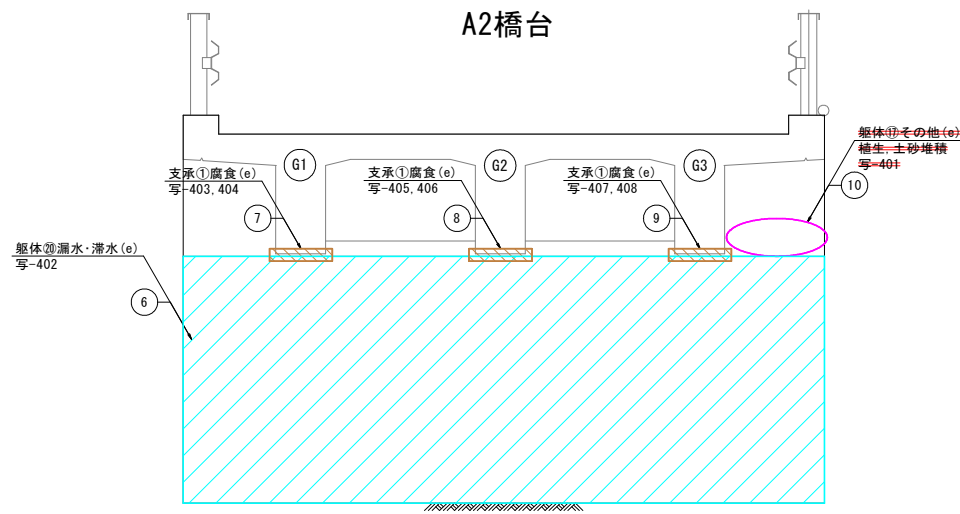 A2橋台
躯体⑰その他(e)
植生,土砂堆積
写-401
G1
G2
G3
支承①腐食(e)
写-403,404
支承①腐食(e)
写-405,406
支承①腐食(e)
写-407,408
10
7
8
9
躯体⑳漏水・滞水(e)
写-402
6